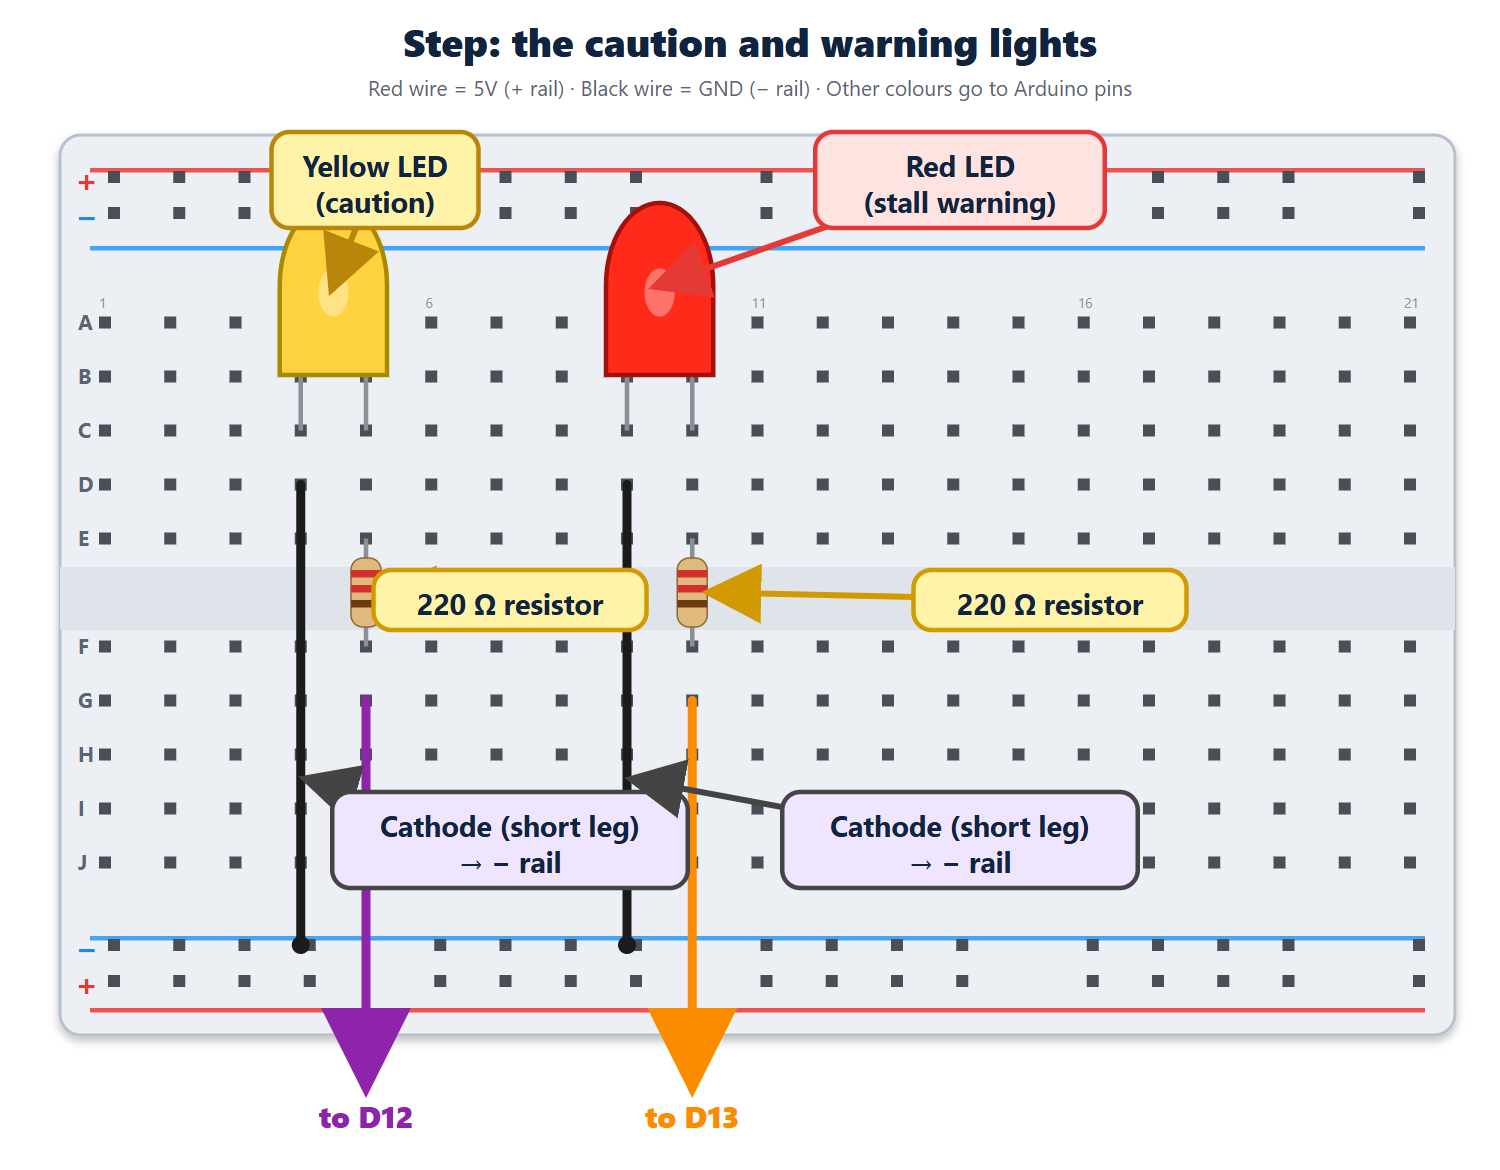 Step: the caution and warning lights
Red wire = 5V (+ rail) · Black wire = GND (− rail) · Other colours go to Arduino pins
Yellow LED
(caution)
Red LED
(stall warning)
+
−
1 6 11 16 21
A
B
C
D
E
220 Ω resistor
220 Ω resistor
F
G
H
I
J
Cathode (short leg)
→ − rail
Cathode (short leg)
→ − rail
−
+
to D12
to D13